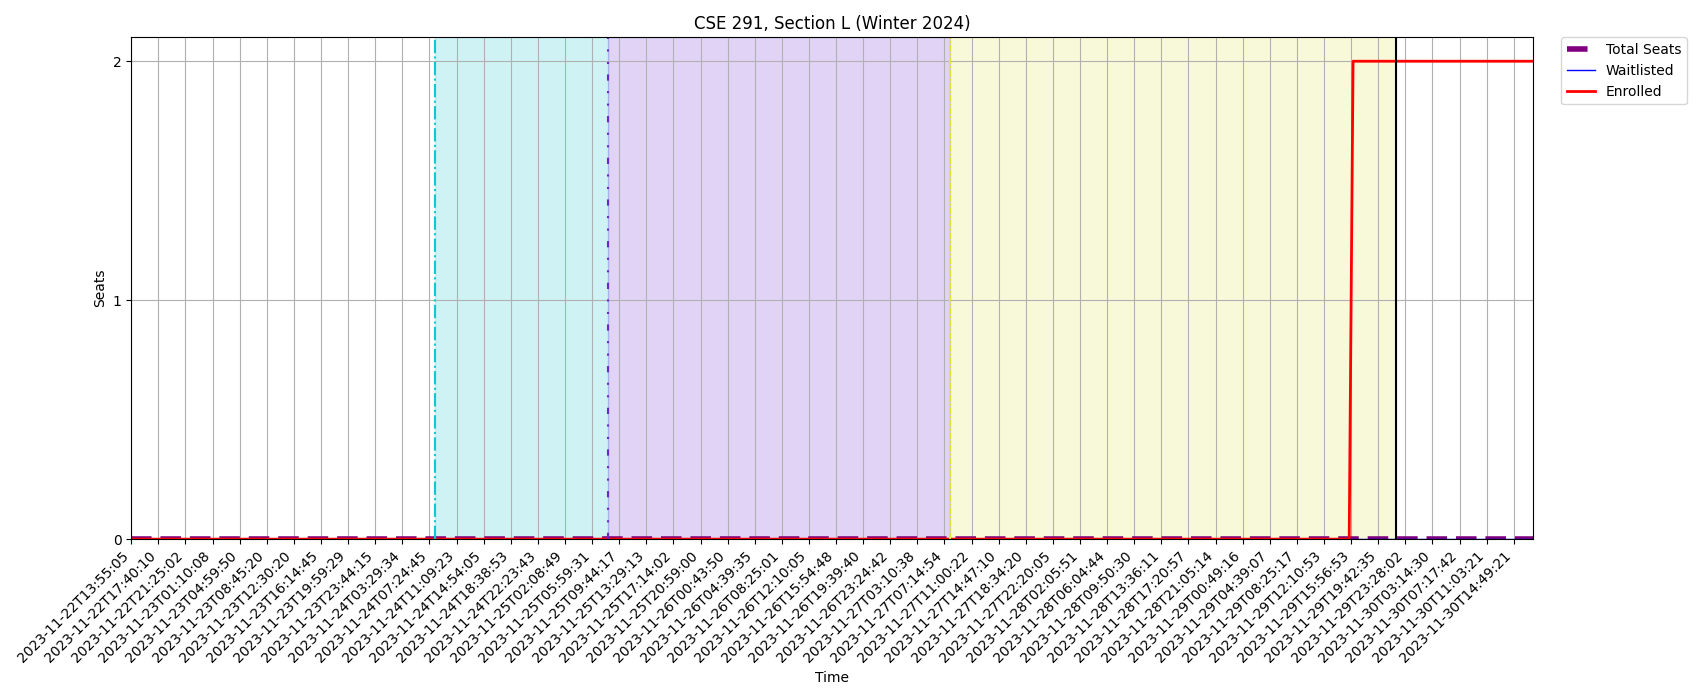 CSE 291, Section L (Winter 2024)
Total Seats
Waitlisted
Enrolled
Seats
2
1
0
2023-11-22T13:55:05
2023-11-22T17:40:10
2023-11-22T21:25:02
2023-11-23T01:10:08
2023-11-23T04:59:50
2023-11-23T08:45:20
2023-11-23T12:30:20
2023-11-23T16:14:45
2023-11-23T19:59:29
2023-11-23T23:44:15
2023-11-24T03:29:34
2023-11-24T07:24:45
2023-11-24T11:09:23
2023-11-24T14:54:05
2023-11-24T18:38:53
2023-11-24T22:23:43
2023-11-25T02:08:49
2023-11-25T05:59:31
2023-11-25T09:44:17
2023-11-25T13:29:13
2023-11-25T17:14:02
2023-11-25T20:59:00
2023-11-26T00:43:50
2023-11-26T04:39:35
2023-11-26T08:25:01
2023-11-26T12:10:05
2023-11-26T15:54:48
2023-11-26T19:39:40
2023-11-26T23:24:42
2023-11-27T03:10:38
2023-11-27T07:14:54
2023-11-27T11:00:22
2023-11-27T14:47:10
2023-11-27T18:34:20
2023-11-27T22:20:05
2023-11-28T02:05:51
2023-11-28T06:04:44
2023-11-28T09:50:30
2023-11-28T13:36:11
2023-11-28T17:20:57
2023-11-28T21:05:14
2023-11-29T00:49:16
2023-11-29T04:39:07
2023-11-29T08:25:17
2023-11-29T12:10:53
2023-11-29T15:56:53
2023-11-29T19:42:35
2023-11-29T23:28:02
2023-11-30T03:14:30
2023-11-30T07:17:42
2023-11-30T11:03:21
2023-11-30T14:49:21
Time